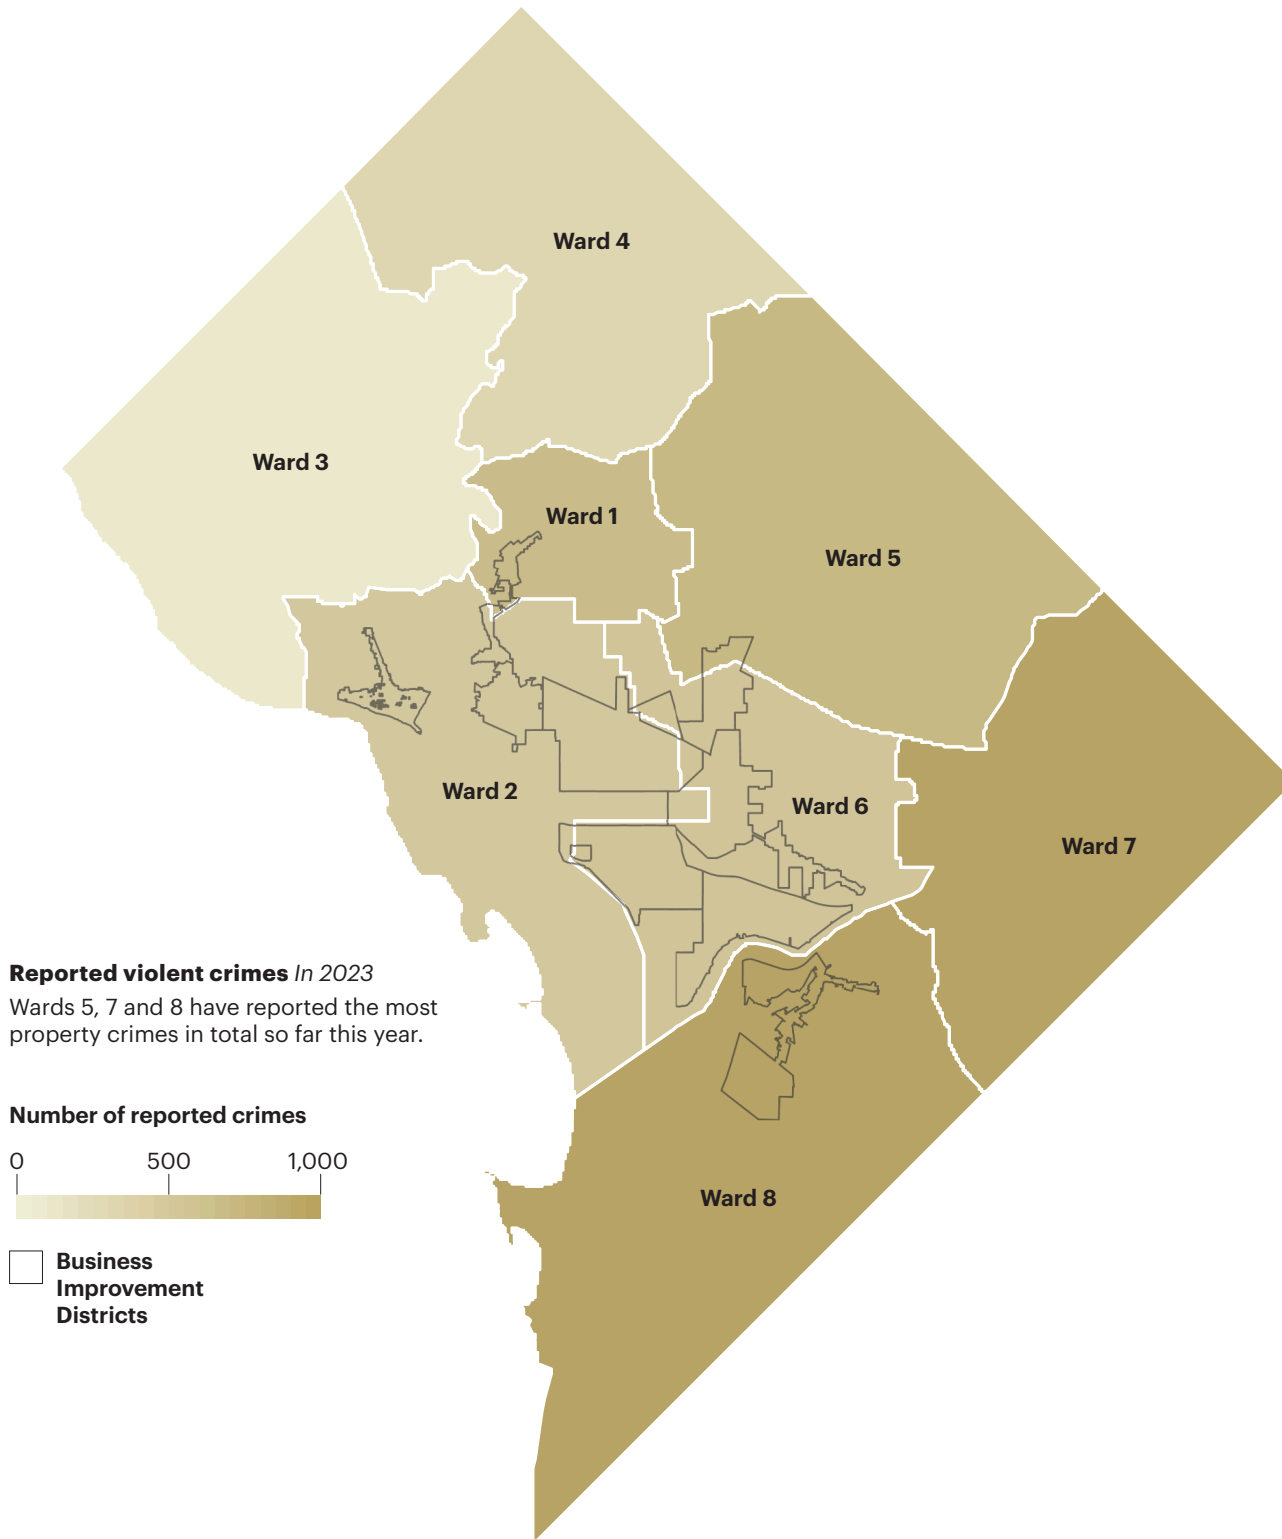 Ward 4
Ward 3
Ward 1
Ward 5
Ward 2
Ward 6
Ward 7
Reported violent crimes In 2023
Wards 5, 7 and 8 have reported the most
property crimes in total so far this year.
Number of reported crimes
0 500 1,000
Ward 8
Business
Improvement
Districts